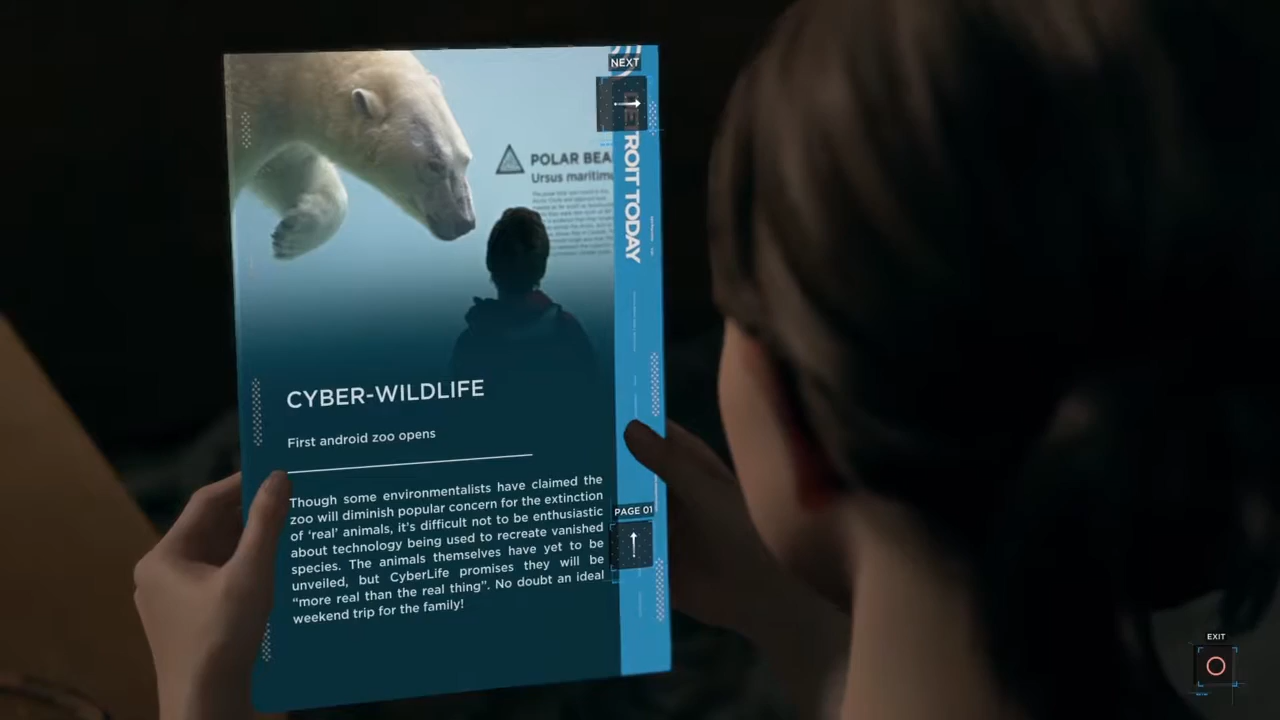 NEXT
POLAR BEA
Ursus maritimu
ROIT TODAY
CYBER-WILDLIFE
First android zoo opens
Though some environmentalists have claimed the
zoo will diminish popular concern for the extinction
of ‘real’ animals, it’s difficult not to be enthusiastic
about technology being used to recreate vanished
species. The animals themselves have yet to be
unveiled, but CyberLife promises they will be
“more real than the real thing”. No doubt an ideal
weekend trip for the family!
PAGE 01
EXIT